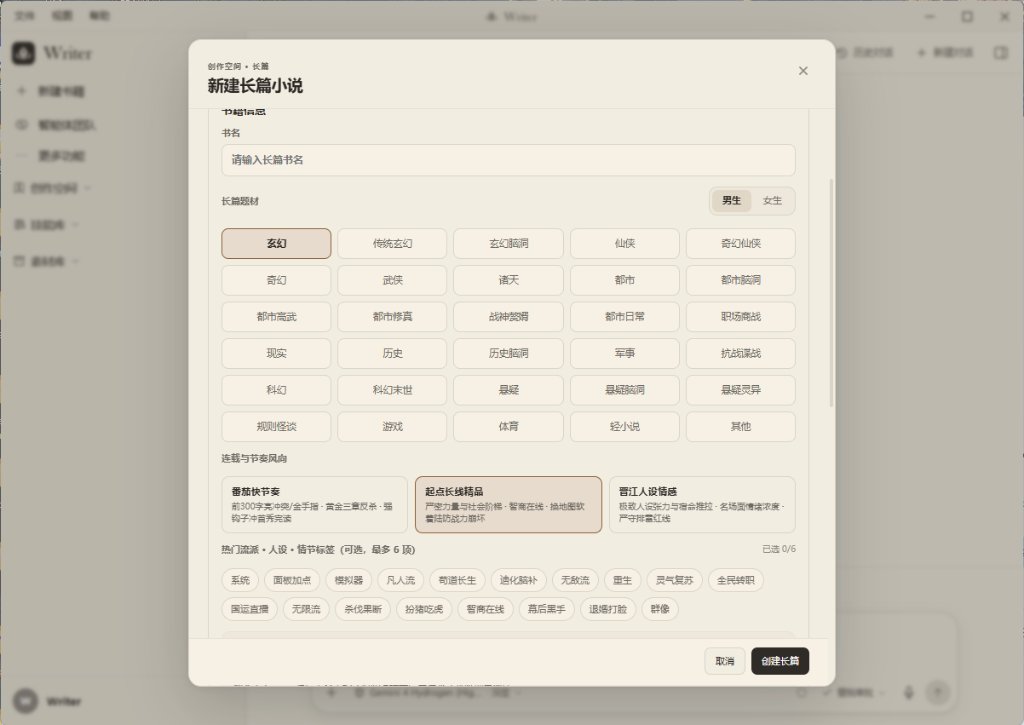 文件 视图 帮助
Writer
Writer
历史对话 新建对话
新建书籍
智能体团队
更多功能
创作空间
技能库
素材库
创作空间 • 长篇
新建长篇小说
书籍信息
书名
请输入长篇书名
长篇题材
男生 女生
玄幻 传统玄幻 玄幻脑洞 仙侠 奇幻仙侠
奇幻 武侠 诸天 都市 都市脑洞
都市高武 都市修真 战神赘婿 都市日常 职场商战
现实 历史 历史脑洞 军事 抗战谍战
科幻 科幻末世 悬疑 悬疑脑洞 悬疑灵异
规则怪谈 游戏 体育 轻小说 其他
连载与节奏风向
番茄快节奏
前300字亮冲突/金手指 · 黄金三章反杀 · 强
钩子冲首秀完读
起点长线精品
严密力量与社会阶梯 · 智商在线 · 换地图软
着陆防战力崩坏
晋江人设情感
极致人设张力与宿命推拉 · 名场面情绪浓度 ·
严守排雷红线
热门流派 • 人设 • 情节标签 (可选，最多 6 项)
已选 0/6
系统 面板加点 模拟器 凡人流 苟道长生 迪化脑补 无敌流 重生 灵气复苏 全民转职
国运直播 无限流 杀伐果断 扮猪吃虎 智商在线 幕后黑手 退婚打脸 群像
取消 创建长篇
Writer